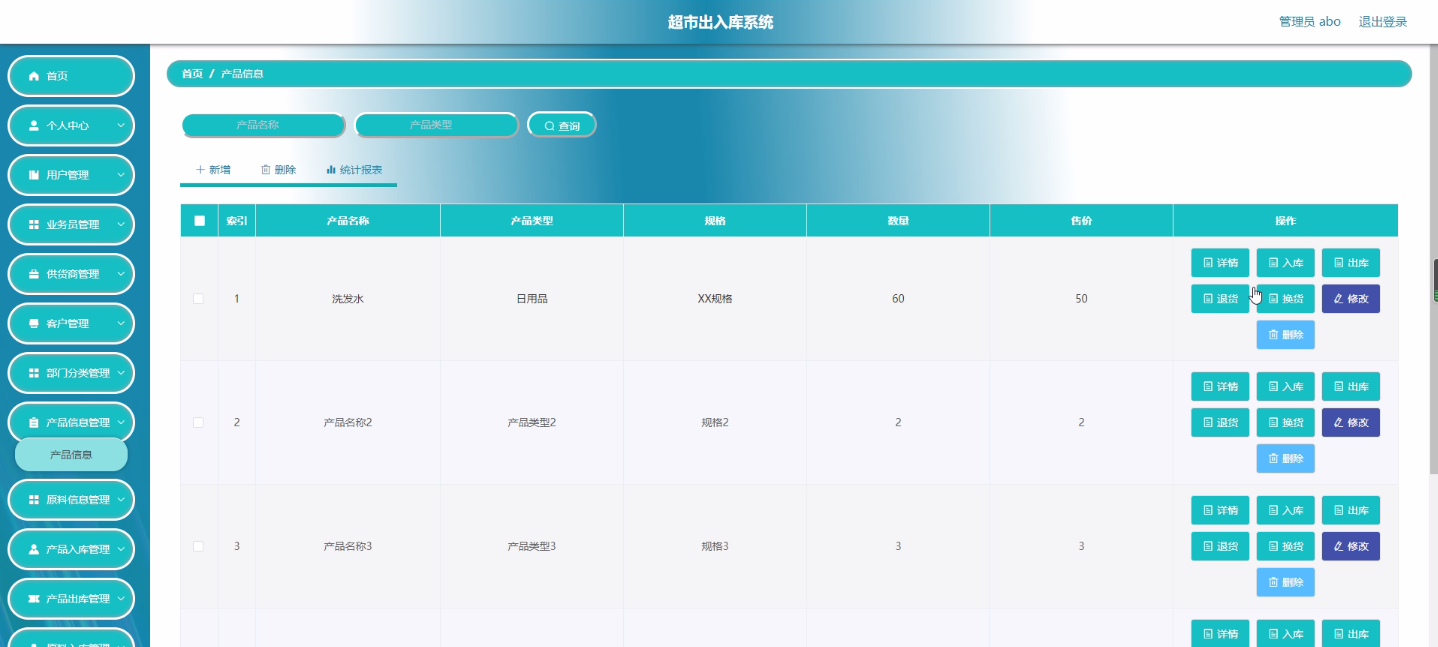 超市出入库系统
管理员 abo 退出登录
首页
个人中心
用户管理
业务员管理
供货商管理
客户管理
部门分类管理
产品信息管理
产品信息
原料信息管理
产品入库管理
产品出库管理
原料入库管理
首页 / 产品信息
产品名称 产品类型 查询
新增 删除 统计报表
索引 产品名称 产品类型 规格 数量 售价 操作
1 洗发水 日用品 XX规格 60 50
详情 入库 出库
退货 换货 修改
删除
2 产品名称2 产品类型2 规格2 2 2
详情 入库 出库
退货 换货 修改
删除
3 产品名称3 产品类型3 规格3 3 3
详情 入库 出库
退货 换货 修改
删除
详情 入库 出库